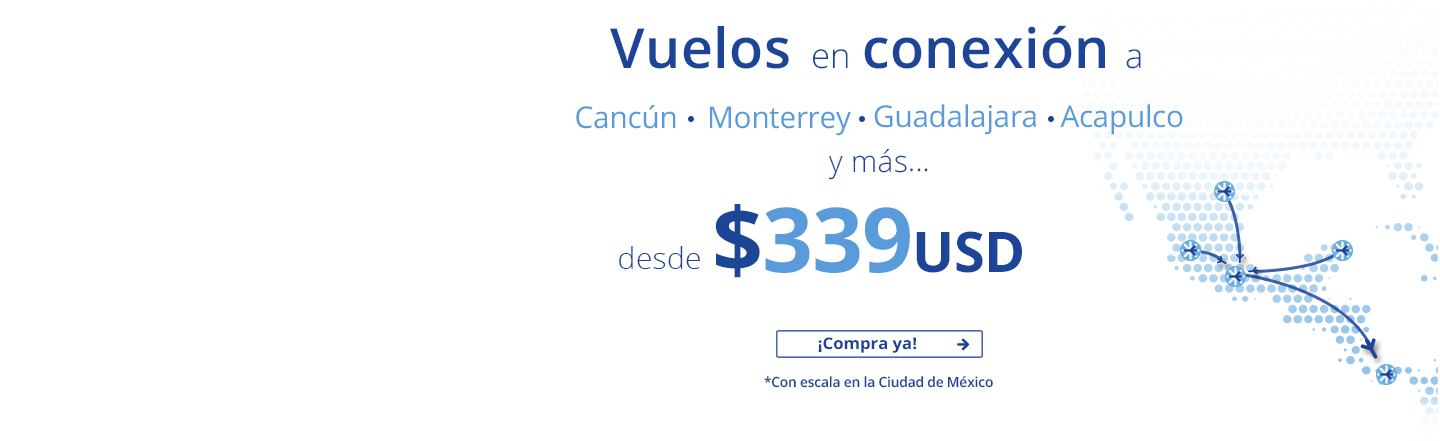 Vuelos en conexión a
Cancún • Monterrey • Guadalajara • Acapulco
y más...
desde $339USD
¡Compra ya! →
*Con escala en la Ciudad de México